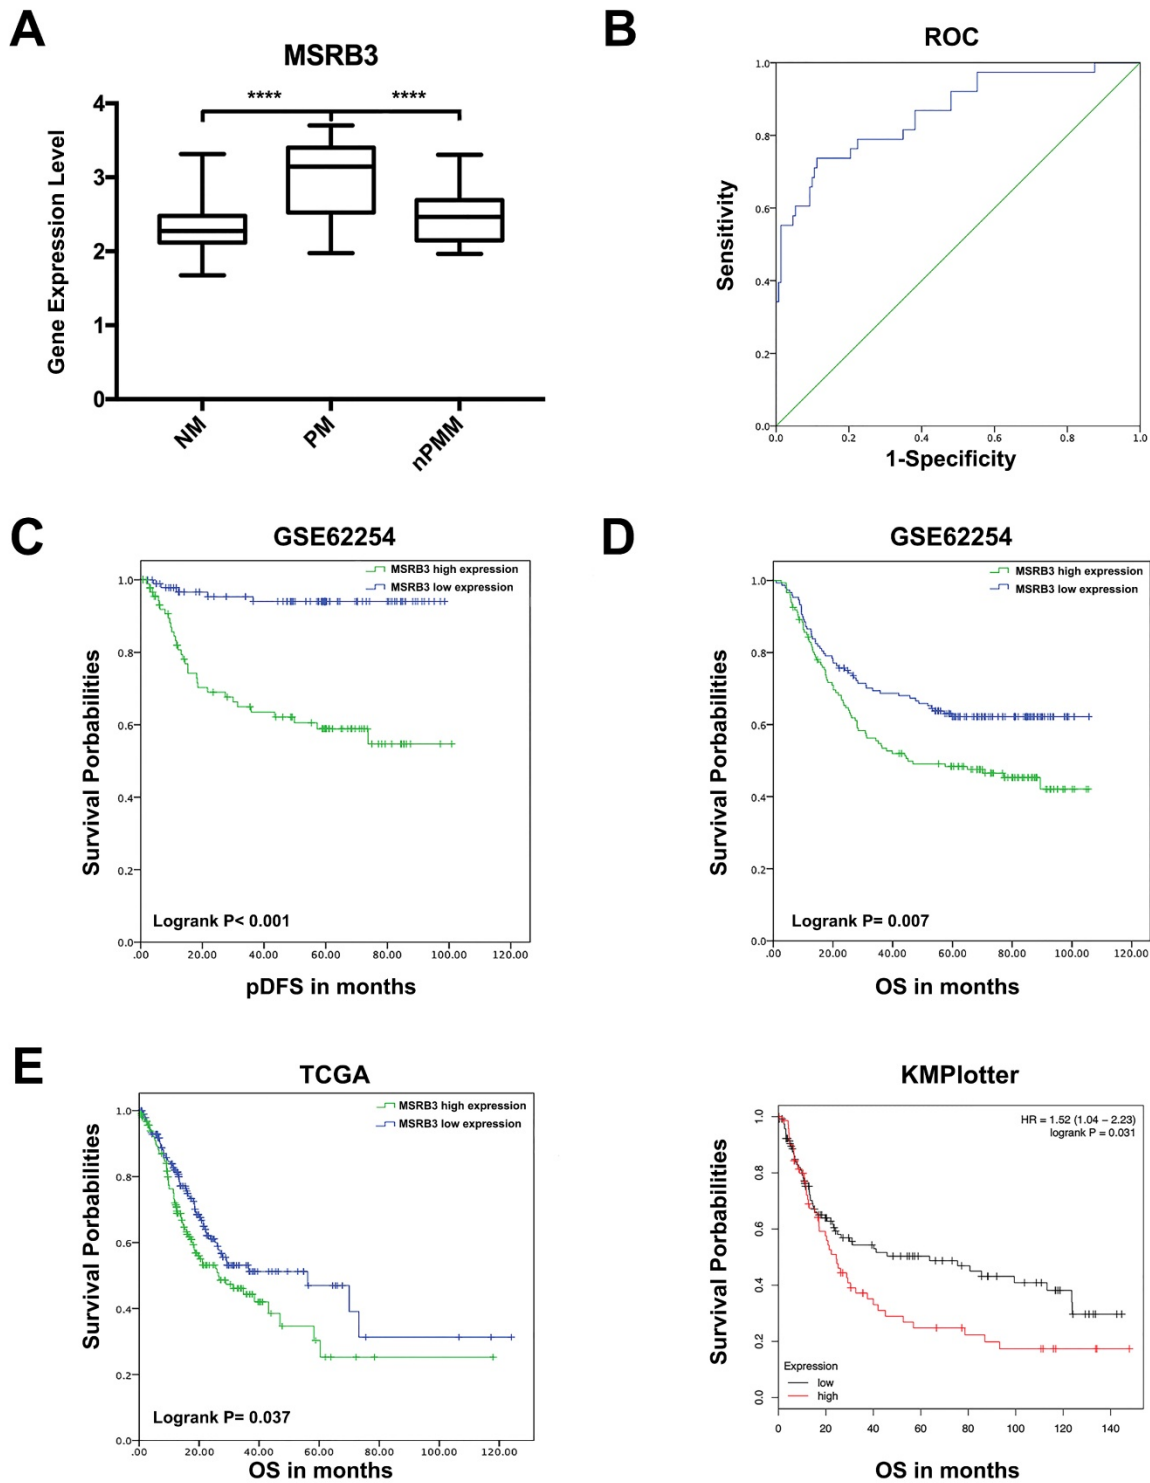 A
MSRB3
Gene Expression Level
4
3
2
1
0
****
****
NM
PM
nPMM
B
ROC
Sensitivity
1.0
0.8
0.6
0.4
0.2
0.0
0.0
0.2
0.4
0.6
0.8
1.0
1-Specificity
C
GSE62254
MSRB3 high expression
MSRB3 low expression
Survival Porbabilities
1.0
0.8
0.6
0.4
0.2
0.0
Logrank P< 0.001
.00
20.00
40.00
60.00
80.00
100.00
120.00
pDFS in months
D
GSE62254
MSRB3 high expression
MSRB3 low expression
Survival Porbabilities
1.0
0.8
0.6
0.4
0.2
0.0
Logrank P= 0.007
.00
20.00
40.00
60.00
80.00
100.00
120.00
OS in months
E
TCGA
MSRB3 high expression
MSRB3 low expression
Survival Porbabilities
1.0
0.8
0.6
0.4
0.2
0.0
Logrank P= 0.037
.00
20.00
40.00
60.00
80.00
100.00
120.00
OS in months
KMPlotter
HR = 1.52 (1.04 – 2.23)
logrank P = 0.031
Survival Porbabilities
1.0
0.8
0.6
0.4
0.2
0.0
Expression
low
high
0
20
40
60
80
100
120
140
OS in months